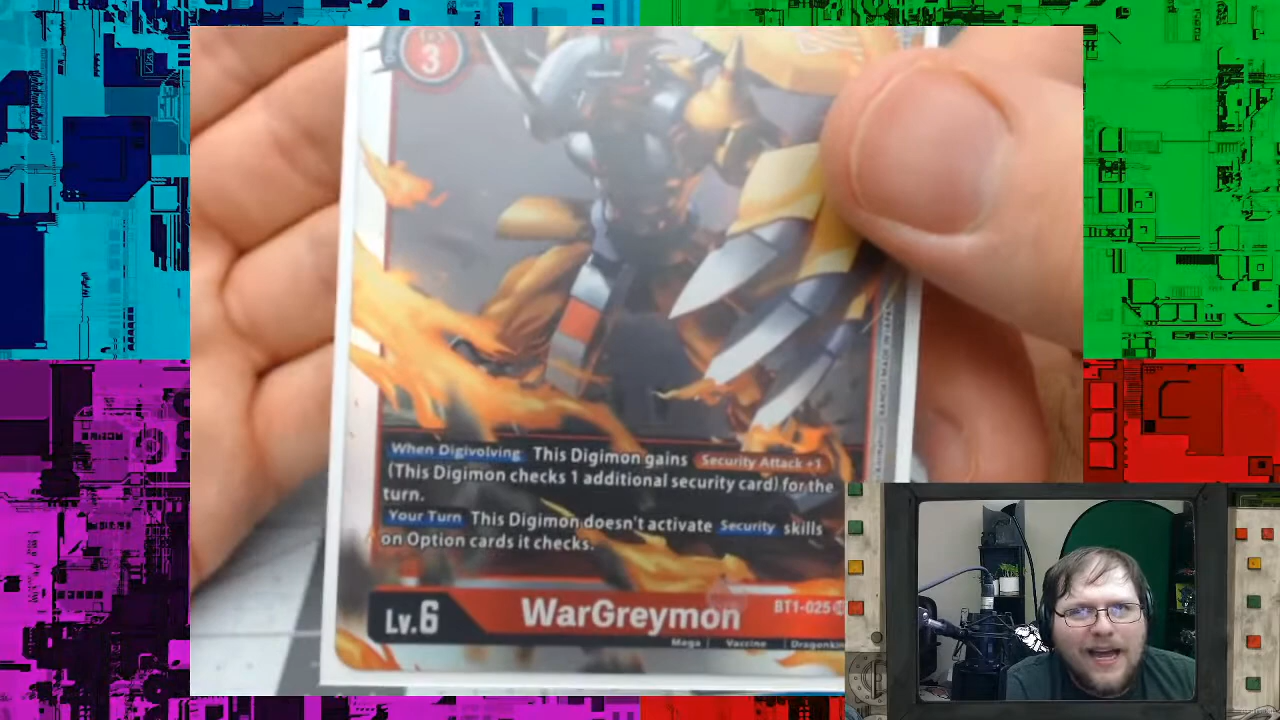 3
When Digivolving This Digimon gains Security Attack +1
(This Digimon checks 1 additional security card) for the
turn.
Your Turn This Digimon doesn't activate Security skills
on Option cards it checks.
Lv.6 WarGreymon BT1-025
Mega Vaccine Dragonkin